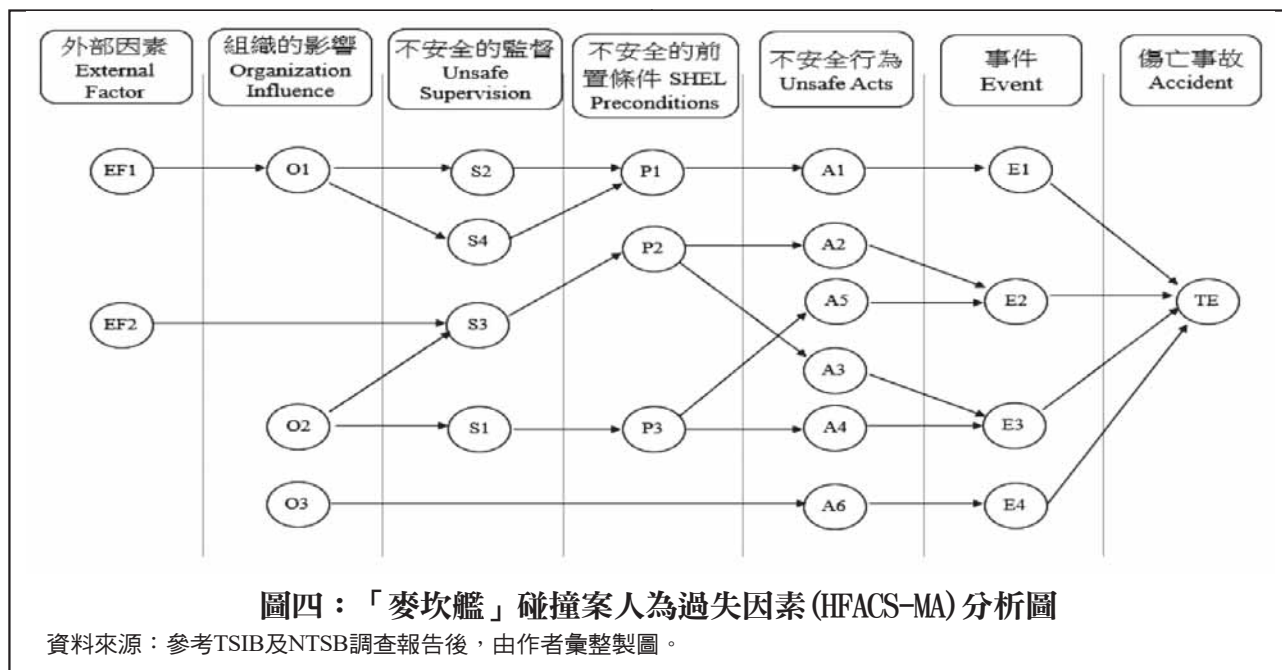 外部因素
External
Factor
組織的影響
Organization
Influence
不安全的監督
Unsafe
Supervision
不安全的前
置條件 SHEL
Preconditions
不安全行為
Unsafe Acts
事件
Event
傷亡事故
Accident
EF1
O1
S2
P1
A1
E1
S4
P2
A2
EF2
S3
A5
E2
TE
A3
O2
S1
P3
A4
E3
O3
A6
E4
圖四：「麥坎艦」碰撞案人為過失因素(HFACS-MA)分析圖
資料來源：參考TSIB及NTSB調查報告後，由作者彙整製圖。